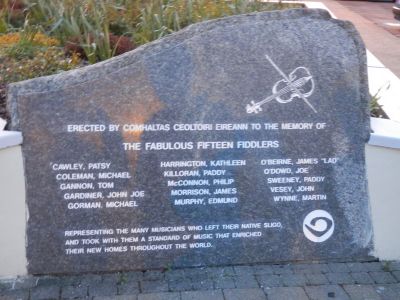 ERECTED BY COMHALTAS CEOLTOIRI EIREANN TO THE MEMORY OF
THE FABULOUS FIFTEEN FIDDLERS
CAWLEY, PATSY
COLEMAN, MICHAEL
GANNON, TOM
GARDINER, JOHN JOE
GORMAN, MICHAEL
HARRINGTON, KATHLEEN
KILLORAN, PADDY
McCONNON, PHILIP
MORRISON, JAMES
MURPHY, EDMUND
O'BEIRNE, JAMES "LAD"
O'DOWD, JOE
SWEENEY, PADDY
VESEY, JOHN
WYNNE, MARTIN
REPRESENTING THE MANY MUSICIANS WHO LEFT THEIR NATIVE SLIGO,
AND TOOK WITH THEM A STANDARD OF MUSIC THAT ENRICHED
THEIR NEW HOMES THROUGHOUT THE WORLD.